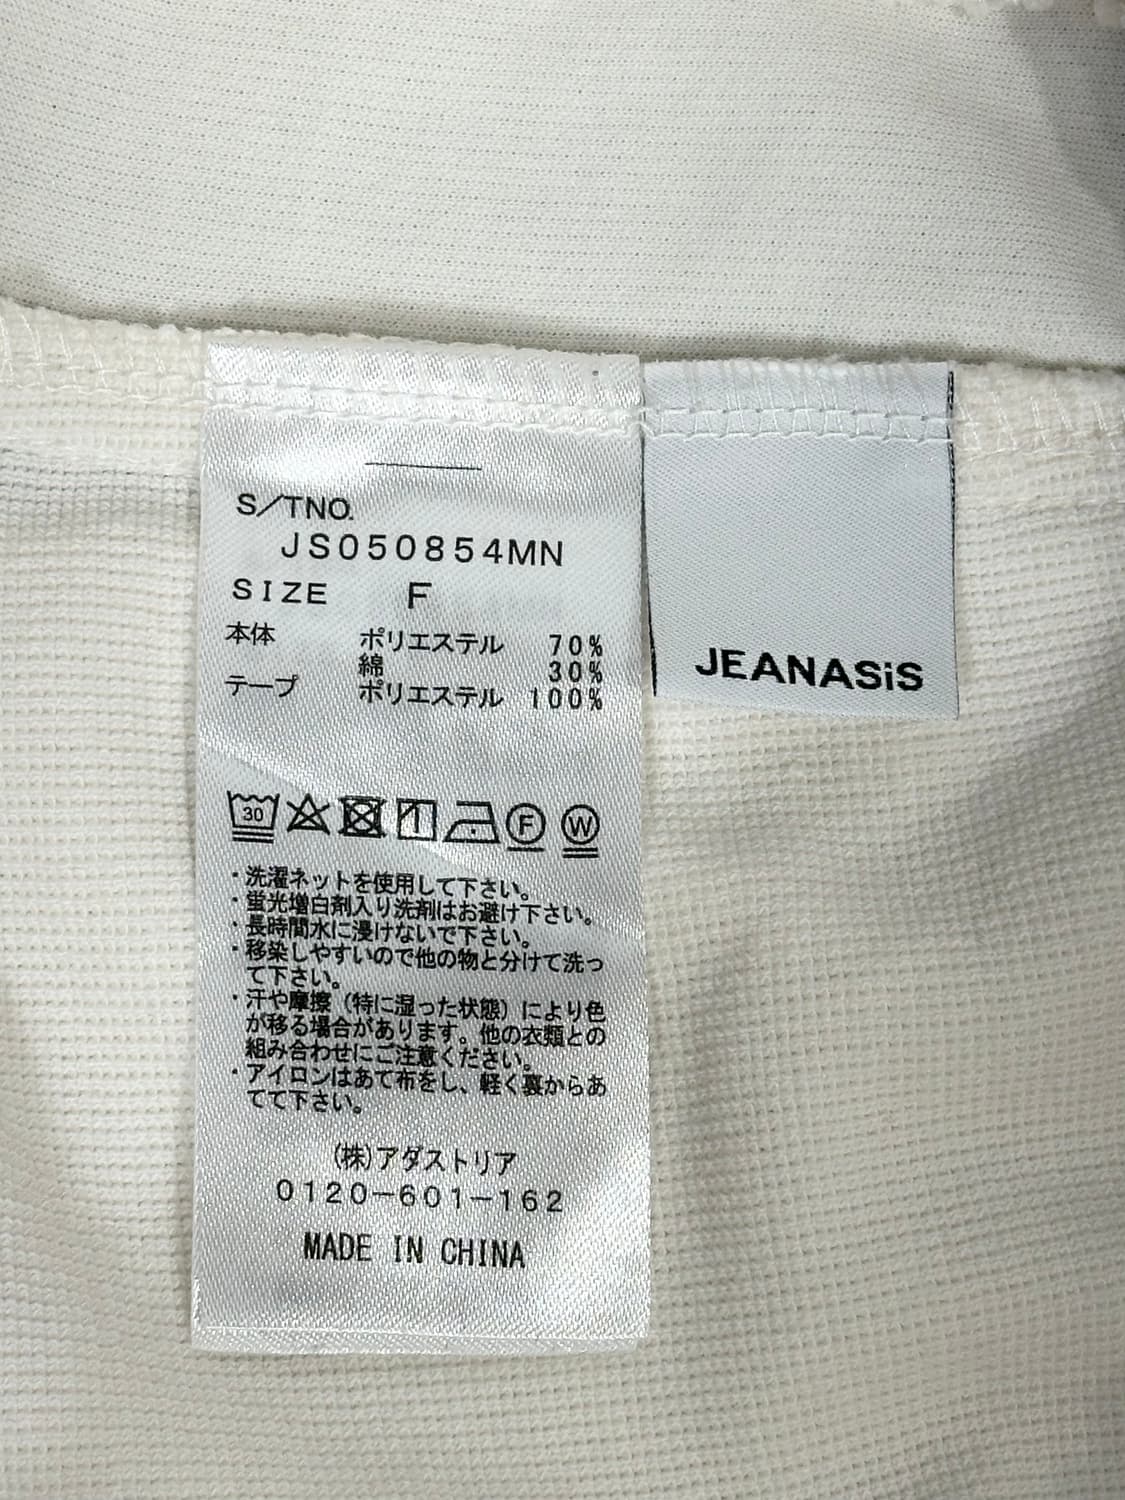 S/TNO.
JS050854MN
SIZE F
本体 ポリエステル 70%
綿 30%
テープ ポリエステル 100%
30
F W
・洗濯ネットを使用して下さい。
・蛍光増白剤入り洗剤はお避け下さい。
・長時間水に浸けないで下さい。
・移染しやすいので他の物と分けて洗っ
て下さい。
・汗や摩擦（特に湿った状態）により色
が移る場合があります。他の衣類との
組み合わせにご注意ください。
・アイロンはあて布をし、軽く裏からあ
てて下さい。
(株)アダストリア
0120-601-162
MADE IN CHINA
JEANASiS